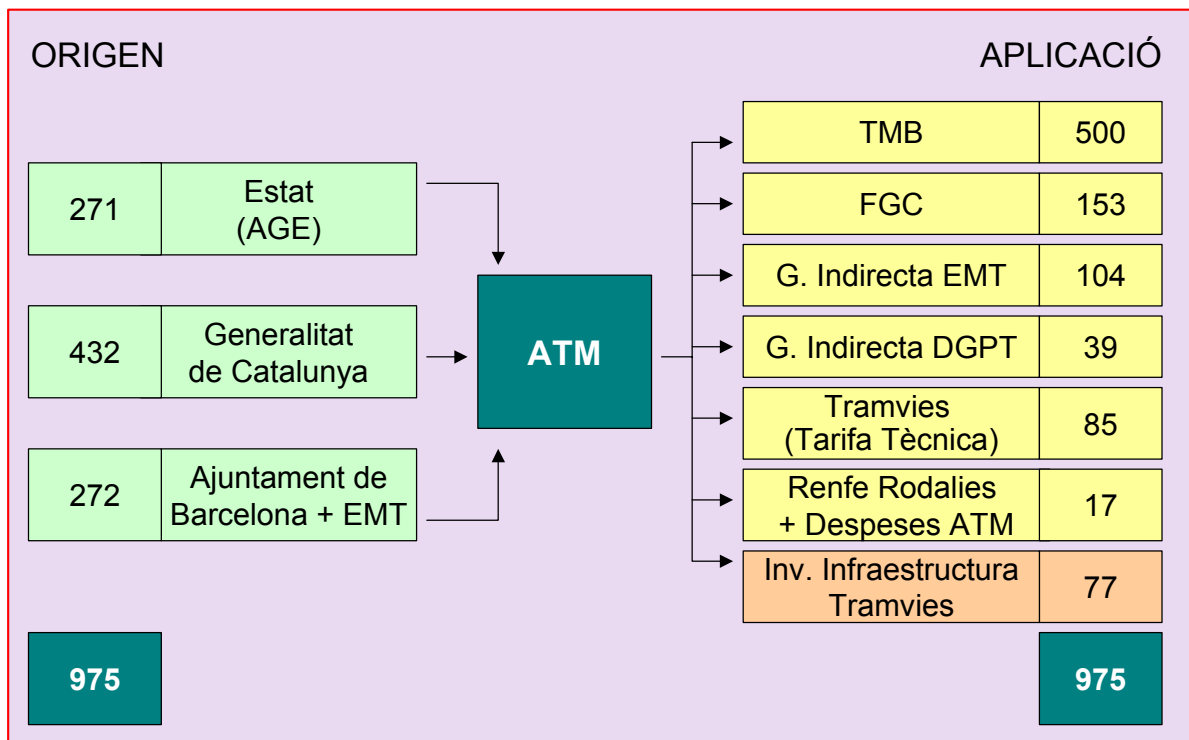 ORIGEN
APLICACIÓ
271
Estat
(AGE)
432
Generalitat
de Catalunya
272
Ajuntament de
Barcelona + EMT
975
ATM
TMB
500
FGC
153
G. Indirecta EMT
104
G. Indirecta DGPT
39
Tramvies
(Tarifa Tècnica)
85
Renfe Rodalies
+ Despeses ATM
17
Inv. Infraestructura
Tramvies
77
975